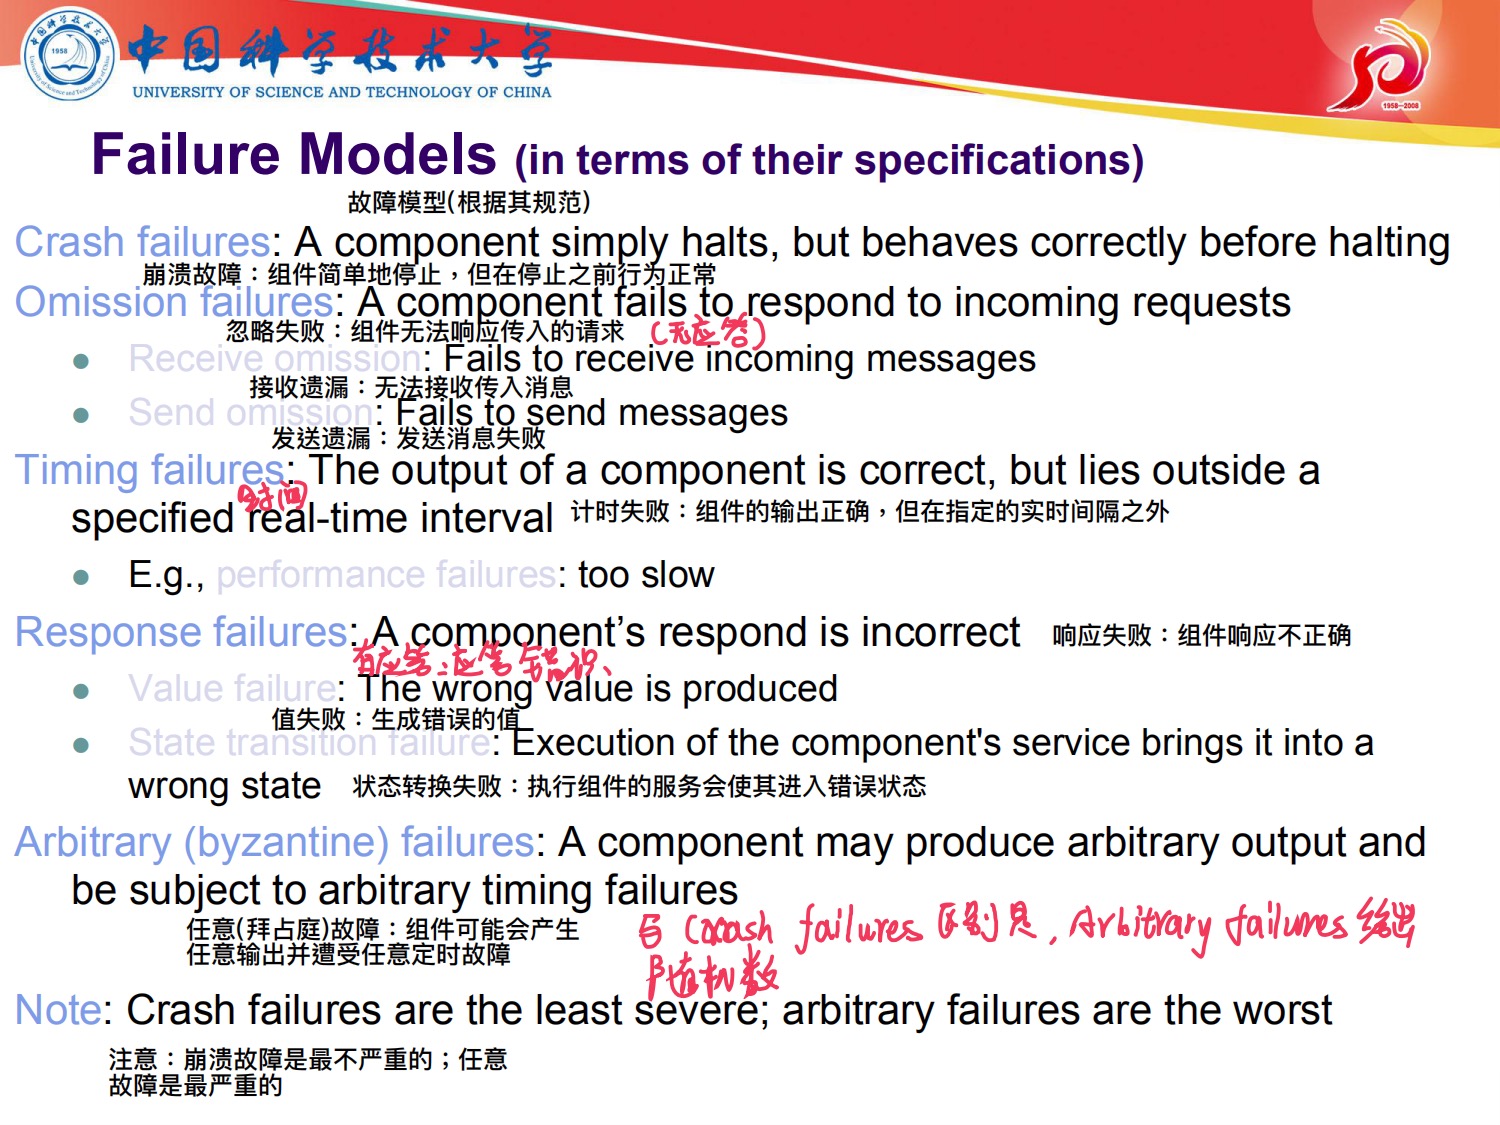 中国科学技术大学
UNIVERSITY OF SCIENCE AND TECHNOLOGY OF CHINA
1958
1958—2008
Failure Models (in terms of their specifications)
故障模型(根据其规范)
Crash failures: A component simply halts, but behaves correctly before halting
崩溃故障：组件简单地停止，但在停止之前行为正常
Omission failures: A component fails to respond to incoming requests
忽略失败：组件无法响应传入的请求 (无应答)
Receive omission: Fails to receive incoming messages
接收遗漏：无法接收传入消息
Send omission: Fails to send messages
发送遗漏：发送消息失败
Timing failures: The output of a component is correct, but lies outside a
时间
specified real-time interval 计时失败：组件的输出正确，但在指定的实时间隔之外
E.g., performance failures: too slow
Response failures: A component’s respond is incorrect 响应失败：组件响应不正确
有应答、应答错误、
Value failure: The wrong value is produced
值失败：生成错误的值
State transition failure: Execution of the component's service brings it into a
wrong state 状态转换失败：执行组件的服务会使其进入错误状态
Arbitrary (byzantine) failures: A component may produce arbitrary output and
be subject to arbitrary timing failures
任意(拜占庭)故障：组件可能会产生
任意输出并遭受任意定时故障
与 Crash failures 区别是, Arbitrary failures 给出
随机数
Note: Crash failures are the least severe; arbitrary failures are the worst
注意：崩溃故障是最不严重的；任意
故障是最严重的